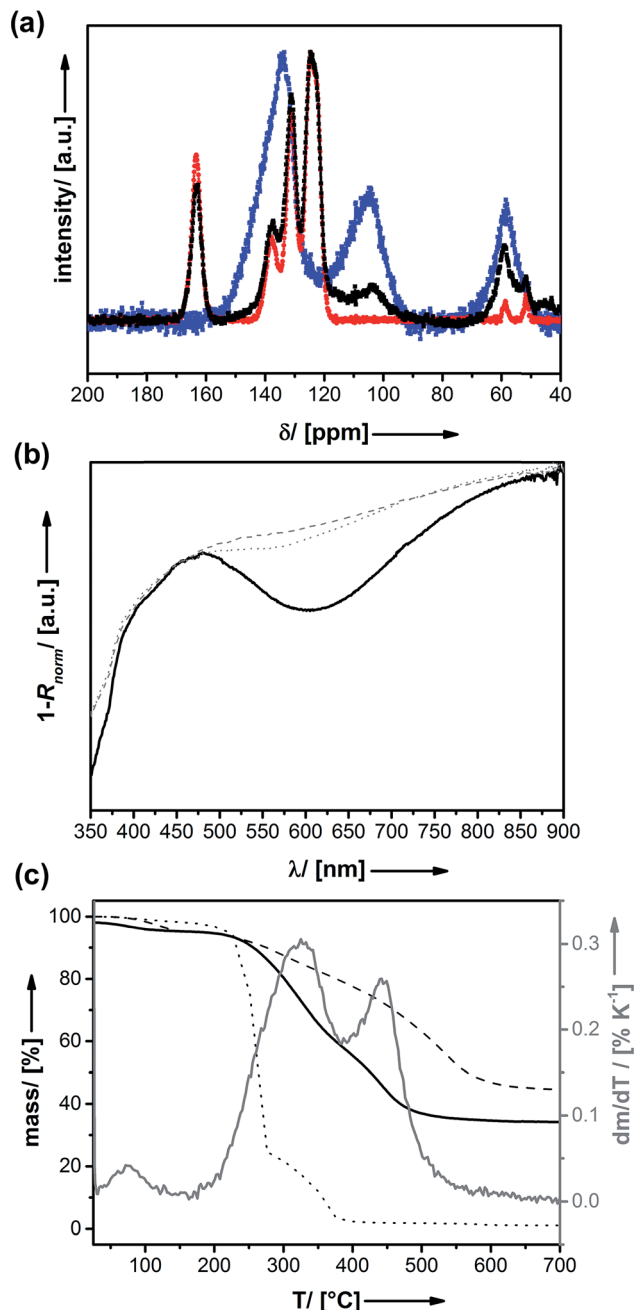 (a)
intensity/ [a.u.]
200 180 160 140 120 100 80 60 40
δ/ [ppm]
(b)
1-Rnorm/ [a.u.]
350 400 450 500 550 600 650 700 750 800 850 900
λ/ [nm]
(c)
100
80
60
40
20
0
mass/ [%]
0.3
0.2
0.1
0.0
dm/dT / [% K⁻¹]
100 200 300 400 500 600 700
T/ [°C]